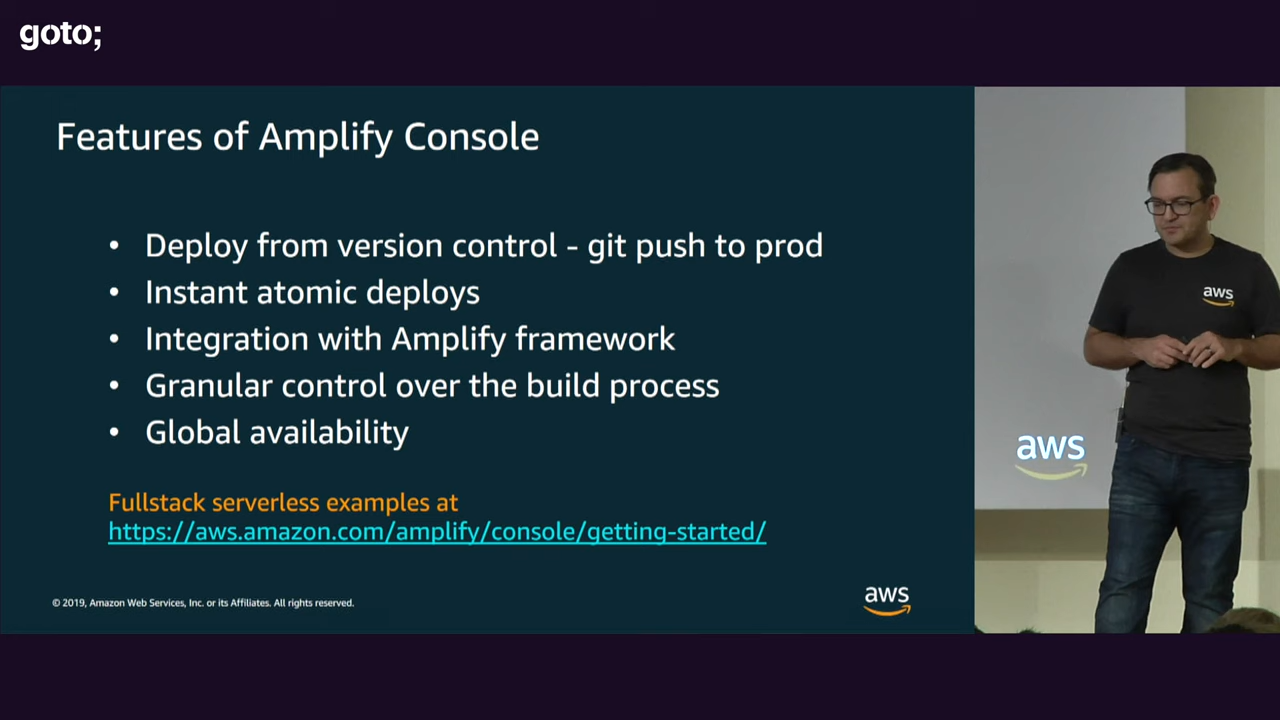 goto;
Features of Amplify Console
• Deploy from version control - git push to prod
• Instant atomic deploys
• Integration with Amplify framework
• Granular control over the build process
• Global availability
Fullstack serverless examples at
https://aws.amazon.com/amplify/console/getting-started/
© 2019, Amazon Web Services, Inc. or its Affiliates. All rights reserved.
aws
aws
aws